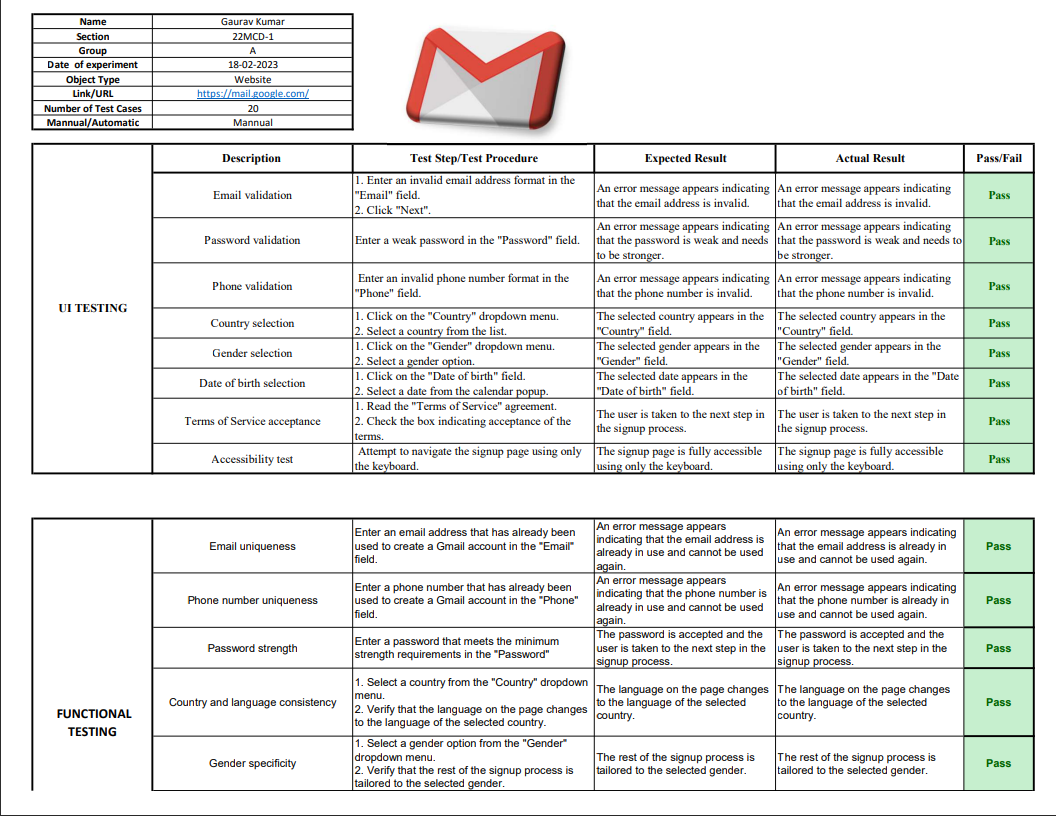 Name Gaurav Kumar
Section 22MCD-1
Group A
Date  of experiment 18-02-2023
Object Type Website
Link/URL https://mail.google.com/
Number of Test Cases 20
Mannual/Automatic Mannual
Description Test Step/Test Procedure Expected Result Actual Result Pass/Fail
UI TESTING
Email validation
1. Enter an invalid email address format in the
"Email" field.
2. Click "Next".
An error message appears indicating
that the email address is invalid.
An error message appears indicating
that the email address is invalid.
Pass
Password validation
Enter a weak password in the "Password" field.
An error message appears indicating
that the password is weak and needs
to be stronger.
An error message appears indicating
that the password is weak and needs to
be stronger.
Pass
Phone validation
Enter an invalid phone number format in the
"Phone" field.
An error message appears indicating
that the phone number is invalid.
An error message appears indicating
that the phone number is invalid.
Pass
Country selection
1. Click on the "Country" dropdown menu.
2. Select a country from the list.
The selected country appears in the
"Country" field.
The selected country appears in the
"Country" field.
Pass
Gender selection
1. Click on the "Gender" dropdown menu.
2. Select a gender option.
The selected gender appears in the
"Gender" field.
The selected gender appears in the
"Gender" field.
Pass
Date of birth selection
1. Click on the "Date of birth" field.
2. Select a date from the calendar popup.
The selected date appears in the
"Date of birth" field.
The selected date appears in the "Date
of birth" field.
Pass
Terms of Service acceptance
1. Read the "Terms of Service" agreement.
2. Check the box indicating acceptance of the
terms.
The user is taken to the next step in
the signup process.
The user is taken to the next step in
the signup process.
Pass
Accessibility test
Attempt to navigate the signup page using only
the keyboard.
The signup page is fully accessible
using only the keyboard.
The signup page is fully accessible
using only the keyboard.
Pass
FUNCTIONAL
TESTING
Email uniqueness
Enter an email address that has already been
used to create a Gmail account in the "Email"
field.
An error message appears
indicating that the email address is
already in use and cannot be used
again.
An error message appears indicating
that the email address is already in
use and cannot be used again.
Pass
Phone number uniqueness
Enter a phone number that has already been
used to create a Gmail account in the "Phone"
field.
An error message appears
indicating that the phone number is
already in use and cannot be used
again.
An error message appears indicating
that the phone number is already in
use and cannot be used again.
Pass
Password strength
Enter a password that meets the minimum
strength requirements in the "Password"
The password is accepted and the
user is taken to the next step in the
signup process.
The password is accepted and the
user is taken to the next step in the
signup process.
Pass
Country and language consistency
1. Select a country from the "Country" dropdown
menu.
2. Verify that the language on the page changes
to the language of the selected country.
The language on the page changes
to the language of the selected
country.
The language on the page changes
to the language of the selected
country.
Pass
Gender specificity
1. Select a gender option from the "Gender"
dropdown menu.
2. Verify that the rest of the signup process is
tailored to the selected gender.
The rest of the signup process is
tailored to the selected gender.
The rest of the signup process is
tailored to the selected gender.
Pass